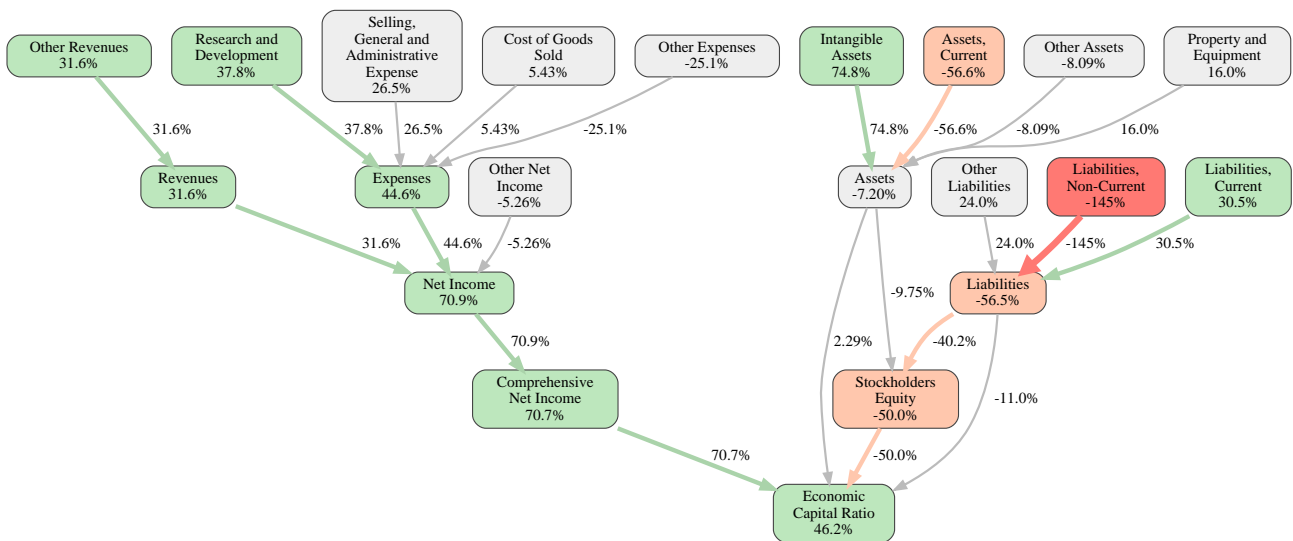 Other Revenues
31.6%
Research and
Development
37.8%
Selling,
General and
Administrative
Expense
26.5%
Cost of Goods
Sold
5.43%
Other Expenses
-25.1%
Intangible
Assets
74.8%
Assets,
Current
-56.6%
Other Assets
-8.09%
Property and
Equipment
16.0%
31.6%
37.8%
26.5%
5.43%
-25.1%
74.8%
-56.6%
-8.09%
16.0%
Revenues
31.6%
Expenses
44.6%
Other Net
Income
-5.26%
Assets
-7.20%
Other
Liabilities
24.0%
Liabilities,
Non-Current
-145%
Liabilities,
Current
30.5%
31.6%
44.6%
-5.26%
24.0%
-145%
30.5%
Net Income
70.9%
-9.75%
Liabilities
-56.5%
70.9%
2.29%
-40.2%
Comprehensive
Net Income
70.7%
Stockholders
Equity
-50.0%
-11.0%
70.7%
-50.0%
Economic
Capital Ratio
46.2%